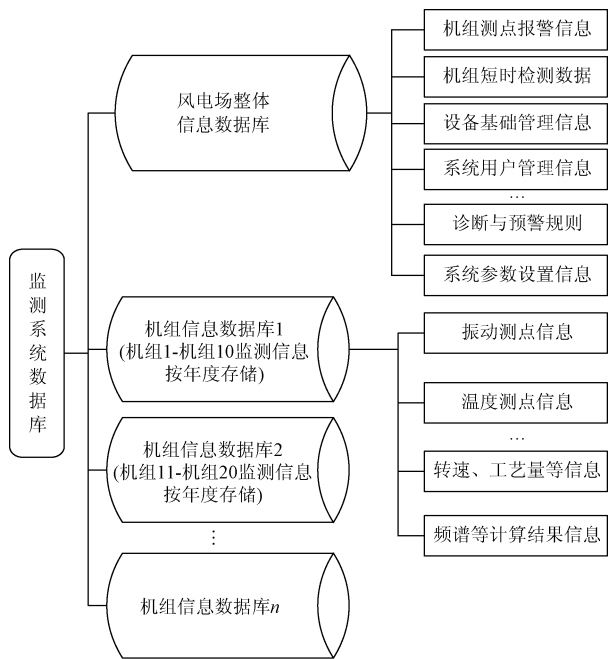 监
测
系
统
数
据
库
风电场整体
信息数据库
机组测点报警信息
机组短时检测数据
设备基础管理信息
系统用户管理信息
…
诊断与预警规则
系统参数设置信息
机组信息数据库1
(机组1-机组10监测信息
按年度存储)
振动测点信息
温度测点信息
…
转速、工艺量等信息
频谱等计算结果信息
机组信息数据库2
(机组11-机组20监测信息
按年度存储)
⋮
机组信息数据库n